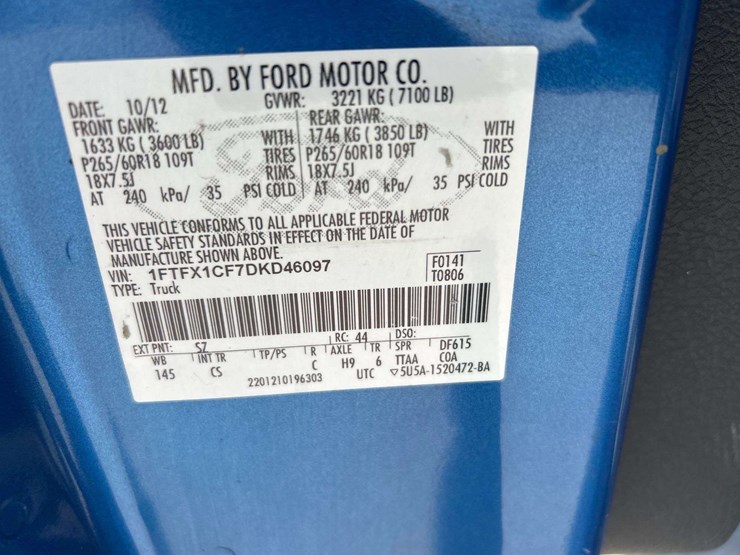 MFD. BY FORD MOTOR CO.
DATE: 10/12 GVWR: 3221 KG ( 7100 LB)
FRONT GAWR: REAR GAWR:
1633 KG ( 3600 LB) WITH 1746 KG ( 3850 LB) WITH
P265/60R18 109T TIRES P265/60R18 109T TIRES
18X7.5J RIMS 18X7.5J RIMS
AT 240 kPa/ 35 PSI COLD AT 240 kPa/ 35 PSI COLD
Ford
THIS VEHICLE CONFORMS TO ALL APPLICABLE FEDERAL MOTOR
VEHICLE SAFETY STANDARDS IN EFFECT ON THE DATE OF
MANUFACTURE SHOWN ABOVE.
VIN: 1FTFX1CF7DKD46097 F0141
TYPE: Truck T0806
EXT PNT: SZ RC: 44 DSO:
WB INT TR TP/PS R AXLE TR SPR DF615
145 CS C H9 6 TTAA COA
2201210196303 UTC ▽5U5A-1520472-BA